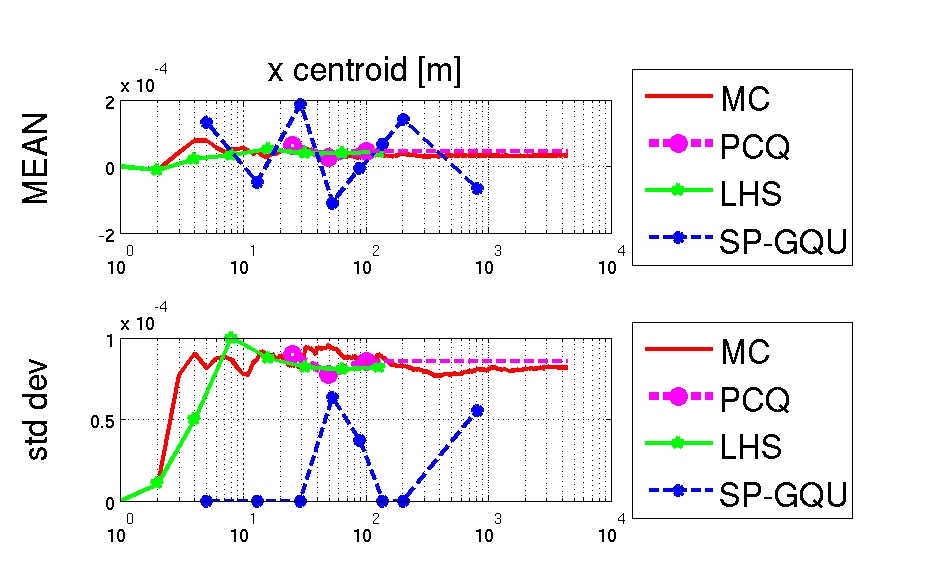 x centroid [m]
x 10^-4
MEAN
2
0
-2
10^0 10^1 10^2 10^3 10^4
MC
PCQ
LHS
SP-GQU
x 10^-4
std dev
1
0.5
0
10^0 10^1 10^2 10^3 10^4
MC
PCQ
LHS
SP-GQU